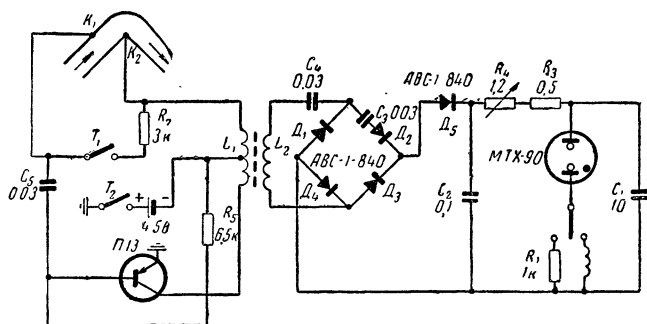 K₁
K₂
R₂
3к
T₁
C₅
0.03
T₂
+ -
4.5В
П13
R₅
6,5к
L₁
L₂
C₄
0.03
C₃ 0.03
Д₁
Д₂
АВС-1-840
Д₄
Д₃
АВС-1 840
Д₅
C₂
0,1
R₄
1,2
R₃
0,5
МТХ-90
C₁
10
R₁
1к